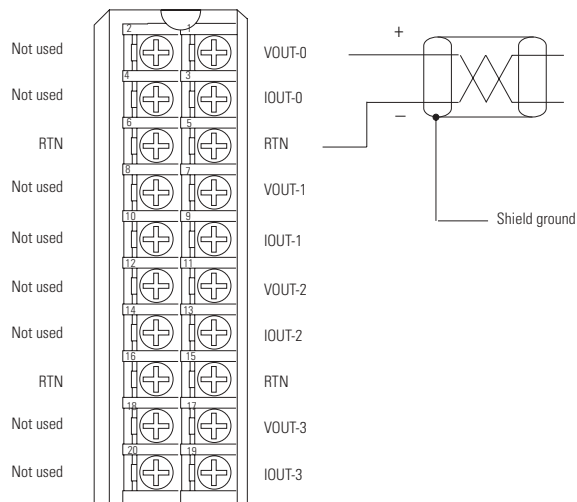 2 1
Not used VOUT-0 +
4 3
Not used IOUT-0
6 5
RTN RTN –
8 7
Not used VOUT-1
10 9
Not used IOUT-1 Shield ground
12 11
Not used VOUT-2
14 13
Not used IOUT-2
16 15
RTN RTN
18 17
Not used VOUT-3
20 19
Not used IOUT-3